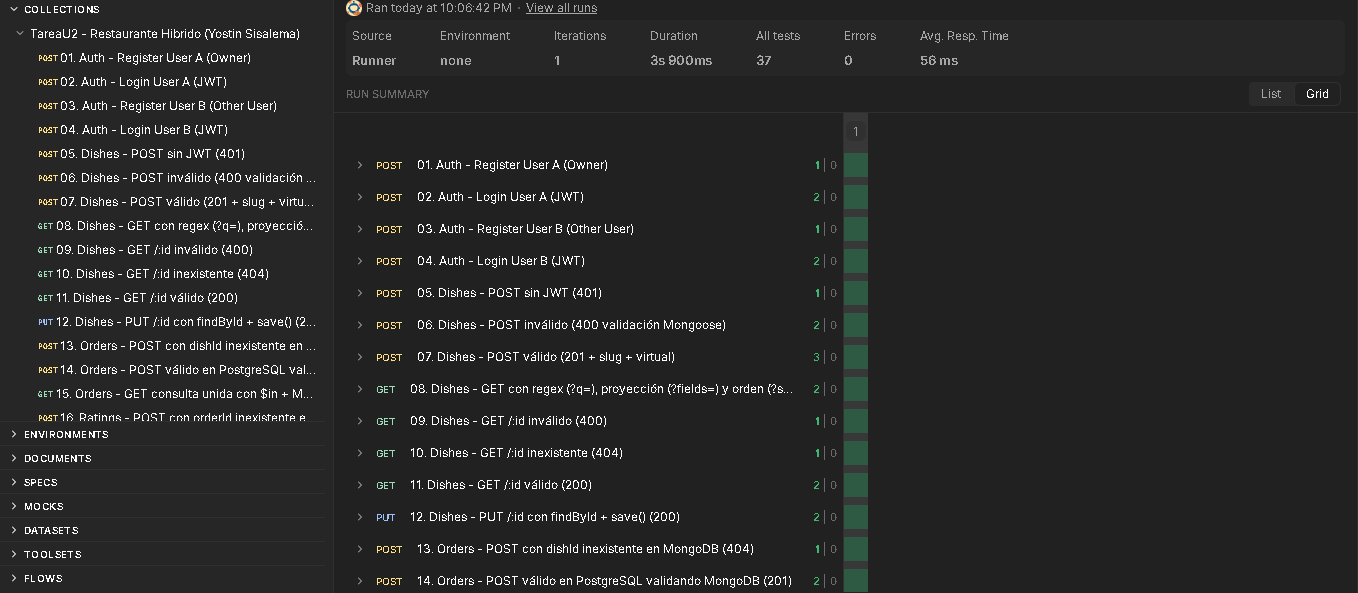 COLLECTIONS
TareaU2 - Restaurante Hibrido (Yostin Sisalema)
POST 01. Auth - Register User A (Owner)
POST 02. Auth - Login User A (JWT)
POST 03. Auth - Register User B (Other User)
POST 04. Auth - Login User B (JWT)
POST 05. Dishes - POST sin JWT (401)
POST 06. Dishes - POST inválido (400 validación ...
POST 07. Dishes - POST válido (201 + slug + virtu...
GET 08. Dishes - GET con regex (?q=), proyecció...
GET 09. Dishes - GET /:id inválido (400)
GET 10. Dishes - GET /:id inexistente (404)
GET 11. Dishes - GET /:id válido (200)
PUT 12. Dishes - PUT /:id con findById + save() (2...
POST 13. Orders - POST con dishId inexistente en ...
POST 14. Orders - POST válido en PostgreSQL val...
GET 15. Orders - GET consulta unida con $in + M...
POST 16. Ratings - POST con orderId inexistente e
ENVIRONMENTS
DOCUMENTS
SPECS
MOCKS
DATASETS
TOOLSETS
FLOWS
Ran today at 10:06:42 PM · View all runs
Source Environment Iterations Duration All tests Errors Avg. Resp. Time
Runner none 1 3s 900ms 37 0 56 ms
RUN SUMMARY List Grid
1
POST 01. Auth - Register User A (Owner) 1 | 0
POST 02. Auth - Login User A (JWT) 2 | 0
POST 03. Auth - Register User B (Other User) 1 | 0
POST 04. Auth - Login User B (JWT) 2 | 0
POST 05. Dishes - POST sin JWT (401) 1 | 0
POST 06. Dishes - POST inválido (400 validación Mongoose) 2 | 0
POST 07. Dishes - POST válido (201 + slug + virtual) 3 | 0
GET 08. Dishes - GET con regex (?q=), proyección (?fields=) y orden (?s... 2 | 0
GET 09. Dishes - GET /:id inválido (400) 1 | 0
GET 10. Dishes - GET /:id inexistente (404) 1 | 0
GET 11. Dishes - GET /:id válido (200) 2 | 0
PUT 12. Dishes - PUT /:id con findById + save() (200) 2 | 0
POST 13. Orders - POST con dishId inexistente en MongoDB (404) 1 | 0
POST 14. Orders - POST válido en PostgreSQL validando MongoDB (201) 2 | 0